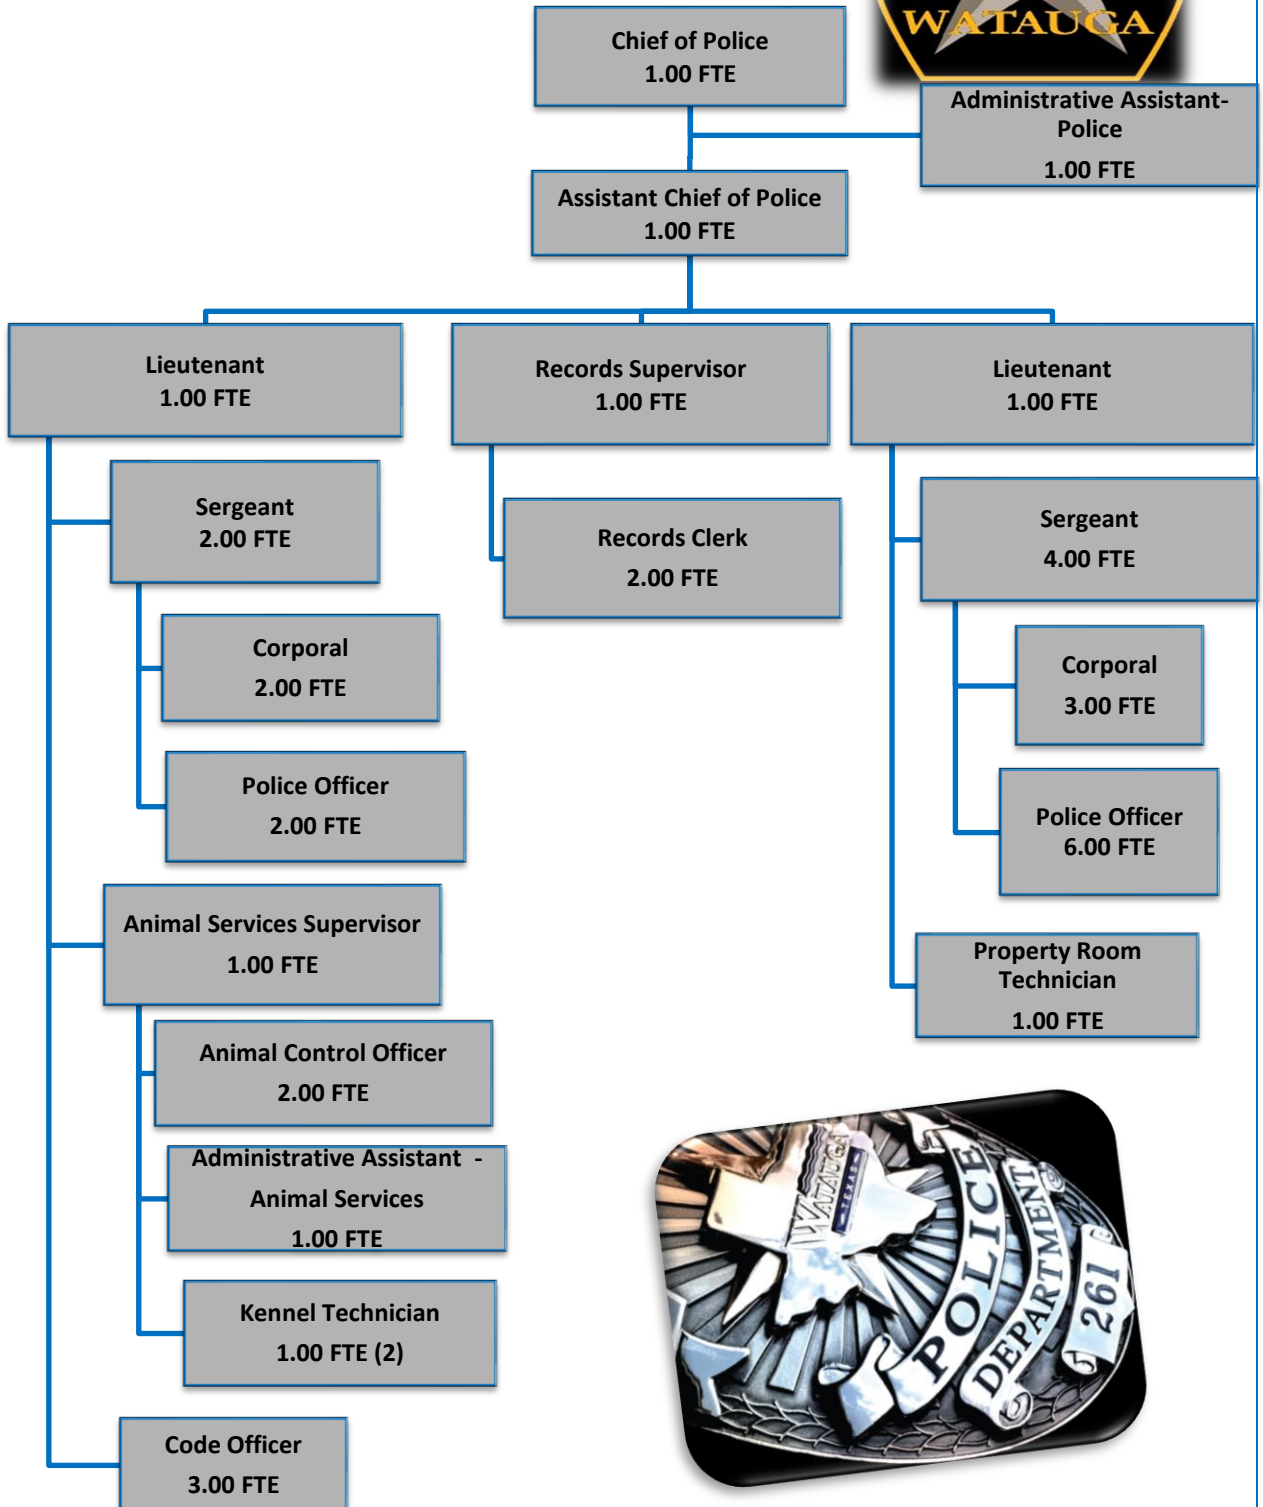 WATAUGA
Chief of Police
1.00 FTE
Administrative Assistant-
Police
1.00 FTE
Assistant Chief of Police
1.00 FTE
Lieutenant
1.00 FTE
Records Supervisor
1.00 FTE
Lieutenant
1.00 FTE
Sergeant
2.00 FTE
Corporal
2.00 FTE
Police Officer
2.00 FTE
Records Clerk
2.00 FTE
Sergeant
4.00 FTE
Corporal
3.00 FTE
Police Officer
6.00 FTE
Property Room
Technician
1.00 FTE
Animal Services Supervisor
1.00 FTE
Animal Control Officer
2.00 FTE
Administrative Assistant -
Animal Services
1.00 FTE
Kennel Technician
1.00 FTE (2)
Code Officer
3.00 FTE
WATAUGA
TEXAS
POLICE
DEPARTMENT
261